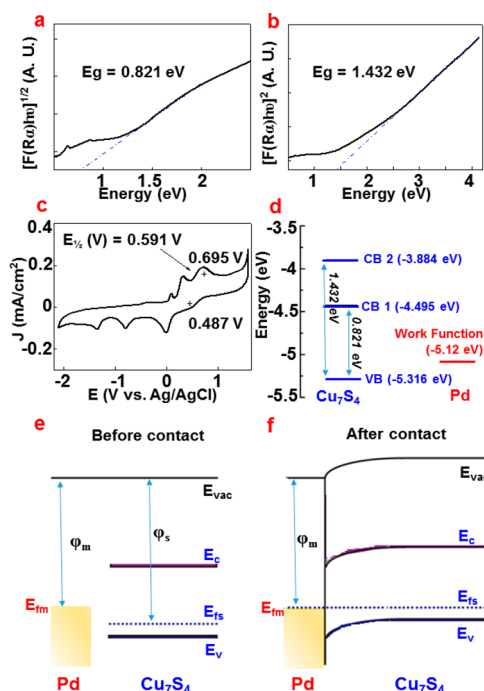 a
Eg = 0.821 eV
[F(Rα)hυ]^1/2 (A. U.)
0.5 1 1.5 2
Energy (eV)
b
Eg = 1.432 eV
[F(Rα)hυ]^2 (A. U.)
1 2 3 4
Energy (eV)
c
E½ (V) = 0.591 V
0.695 V
0.487 V
J (mA/cm²)
0.4
0.2
0
-0.2
-2 -1 0 1
E (V vs. Ag/AgCl)
d
Energy (eV)
-3.5
-4
-4.5
-5
-5.5
CB 2 (-3.884 eV)
1.432 eV
CB 1 (-4.495 eV)
0.821 eV
Work Function
(-5.12 eV)
VB (-5.316 eV)
Cu₇S₄ Pd
e
Before contact
Evac
φm
φs
Ec
Efm
Efs
Ev
Pd Cu₇S₄
f
After contact
Evac
φm
Ec
Efm
Efs
Ev
Pd Cu₇S₄